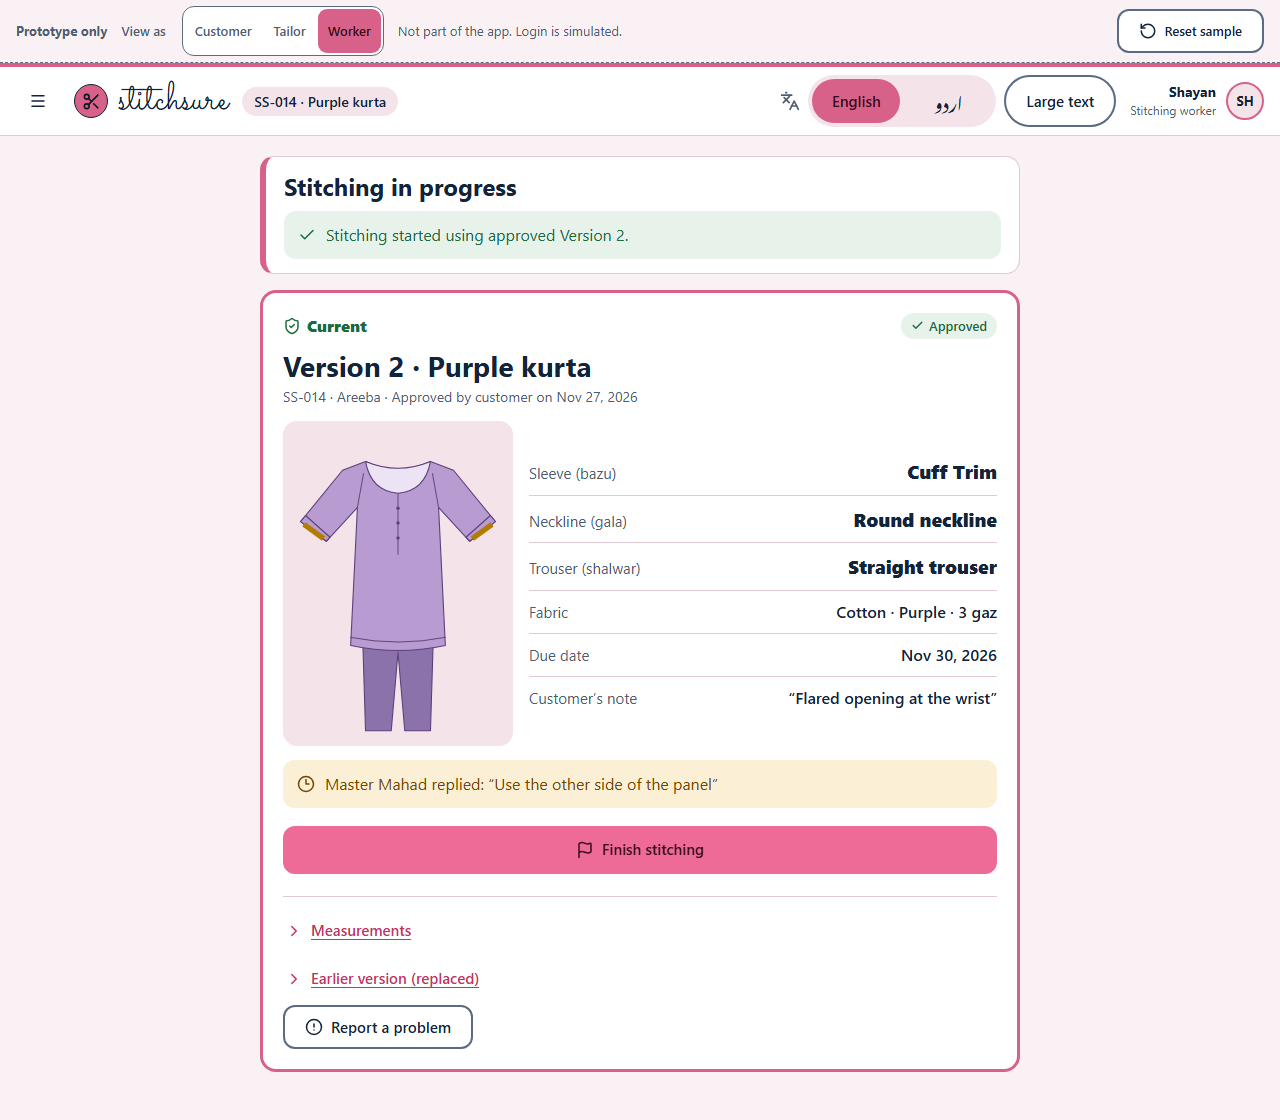 Prototype only View as Customer Tailor Worker Not part of the app. Login is simulated. Reset sample
stitchsure SS-014 · Purple kurta English اردو Large text Shayan SH
Stitching worker
Stitching in progress
Stitching started using approved Version 2.
Current Approved
Version 2 · Purple kurta
SS-014 · Areeba · Approved by customer on Nov 27, 2026
Sleeve (bazu) Cuff Trim
Neckline (gala) Round neckline
Trouser (shalwar) Straight trouser
Fabric Cotton · Purple · 3 gaz
Due date Nov 30, 2026
Customer’s note “Flared opening at the wrist”
Master Mahad replied: “Use the other side of the panel”
Finish stitching
Measurements
Earlier version (replaced)
Report a problem